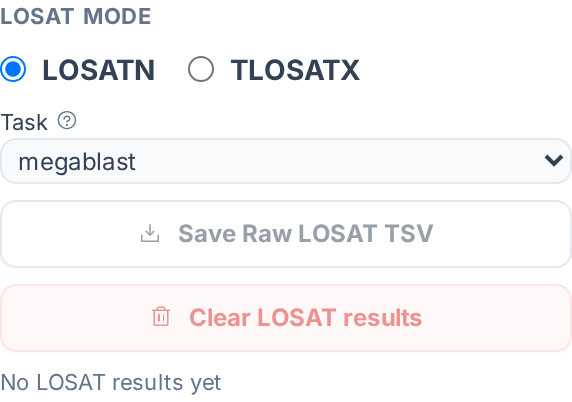 LOSAT MODE
LOSATN TLOSATX
Task
megablast
Save Raw LOSAT TSV
Clear LOSAT results
No LOSAT results yet